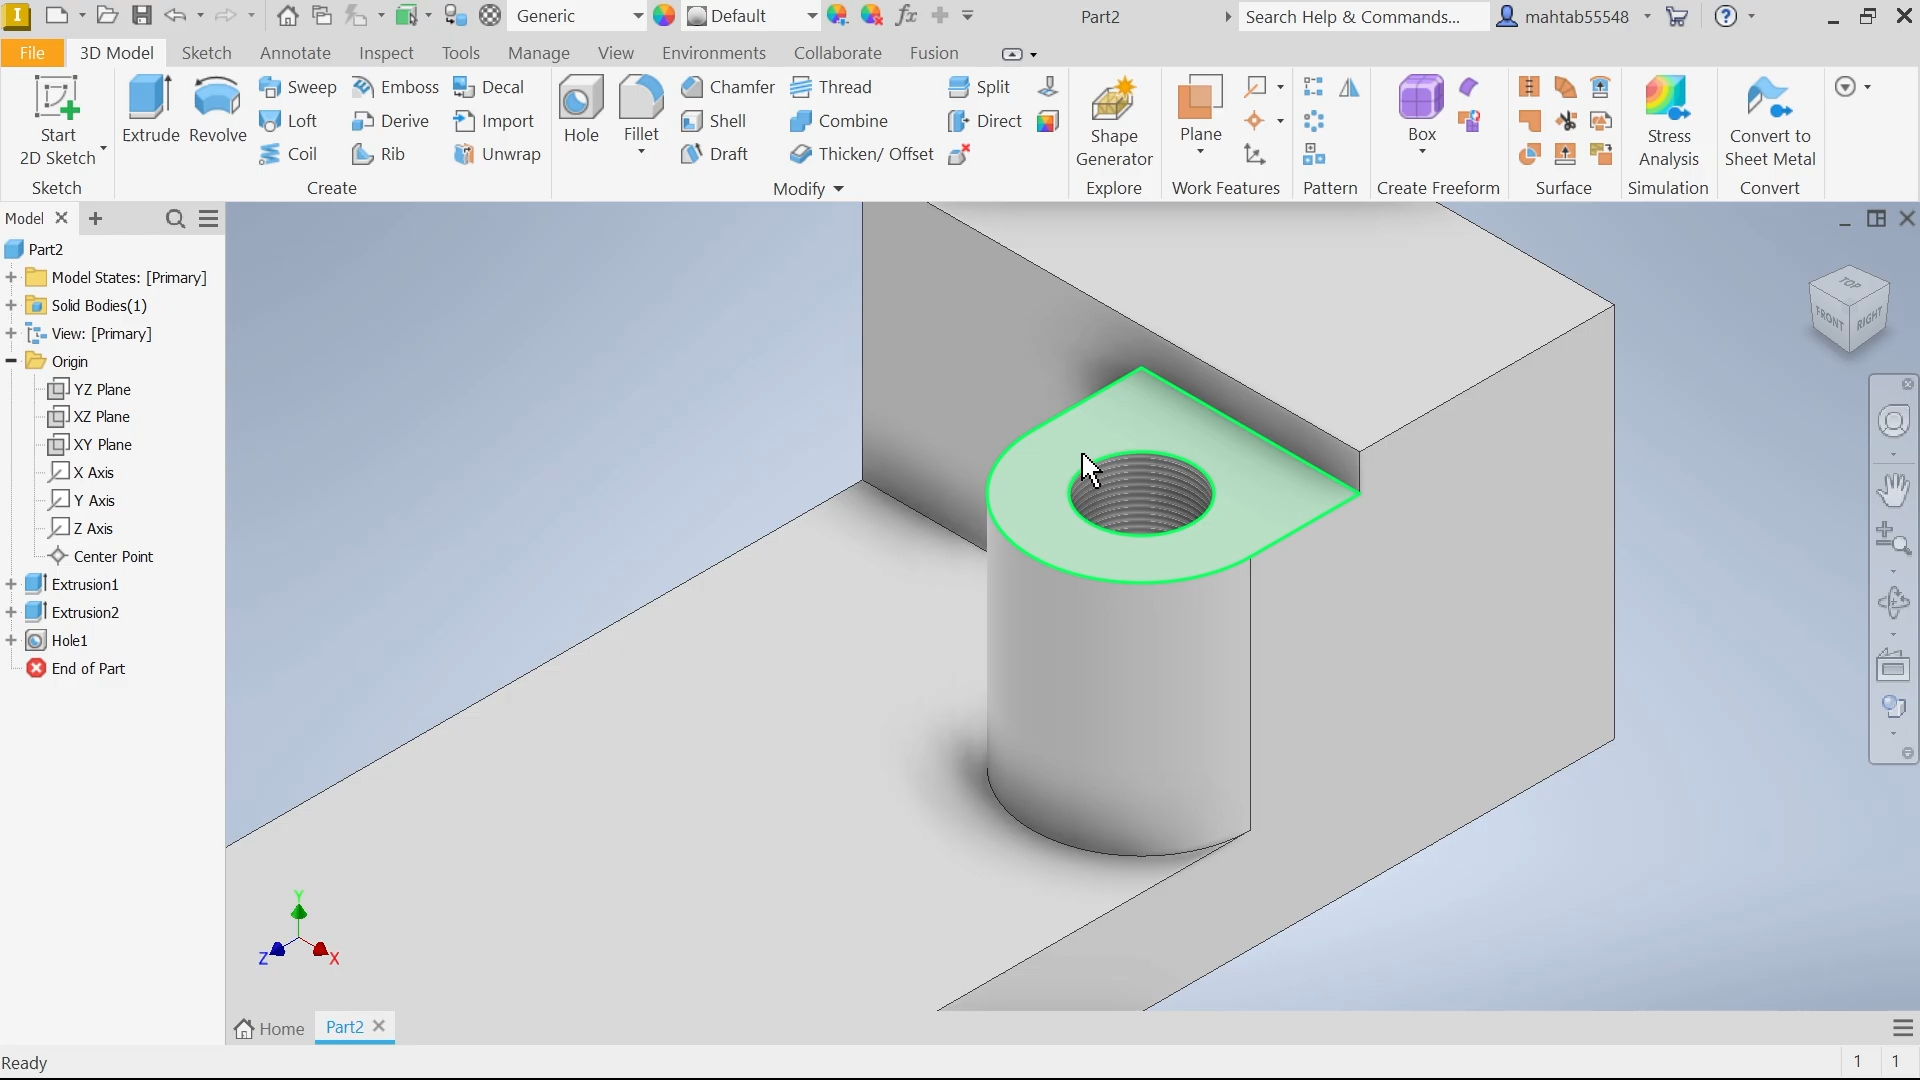 Generic
Default
Part2
Search Help & Commands...
mahtab55548
File
3D Model
Sketch
Annotate
Inspect
Tools
Manage
View
Environments
Collaborate
Fusion
Start
2D Sketch
Extrude
Revolve
Sweep
Loft
Coil
Emboss
Derive
Rib
Decal
Import
Unwrap
Hole
Fillet
Chamfer
Shell
Draft
Thread
Combine
Thicken/ Offset
Split
Direct
Shape
Generator
Plane
Box
Stress
Analysis
Convert to
Sheet Metal
Sketch
Create
Modify
Explore
Work Features
Pattern
Create Freeform
Surface
Simulation
Convert
Model
Part2
Model States: [Primary]
Solid Bodies(1)
View: [Primary]
Origin
YZ Plane
XZ Plane
XY Plane
X Axis
Y Axis
Z Axis
Center Point
Extrusion1
Extrusion2
Hole1
End of Part
TOP
FRONT
RIGHT
Y
Z
X
Home
Part2
Ready
1
1